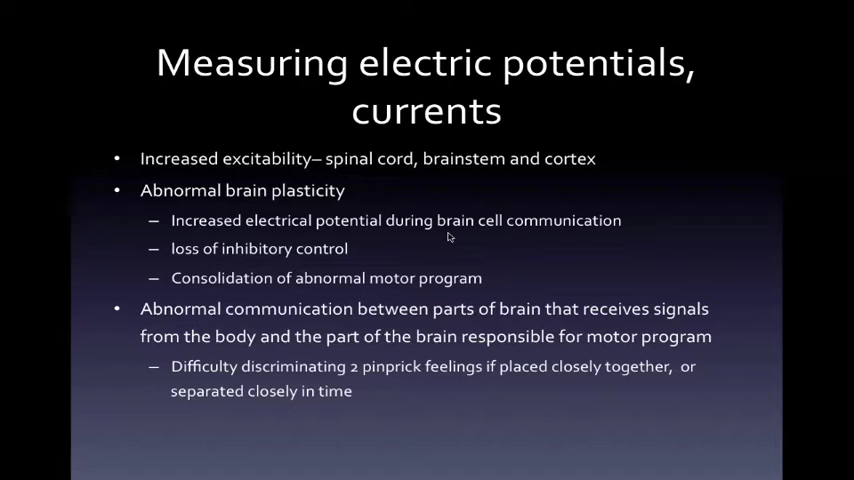 Measuring electric potentials,
currents
• Increased excitability– spinal cord, brainstem and cortex
• Abnormal brain plasticity
– Increased electrical potential during brain cell communication
– loss of inhibitory control
– Consolidation of abnormal motor program
• Abnormal communication between parts of brain that receives signals
from the body and the part of the brain responsible for motor program
– Difficulty discriminating 2 pinprick feelings if placed closely together, or
separated closely in time